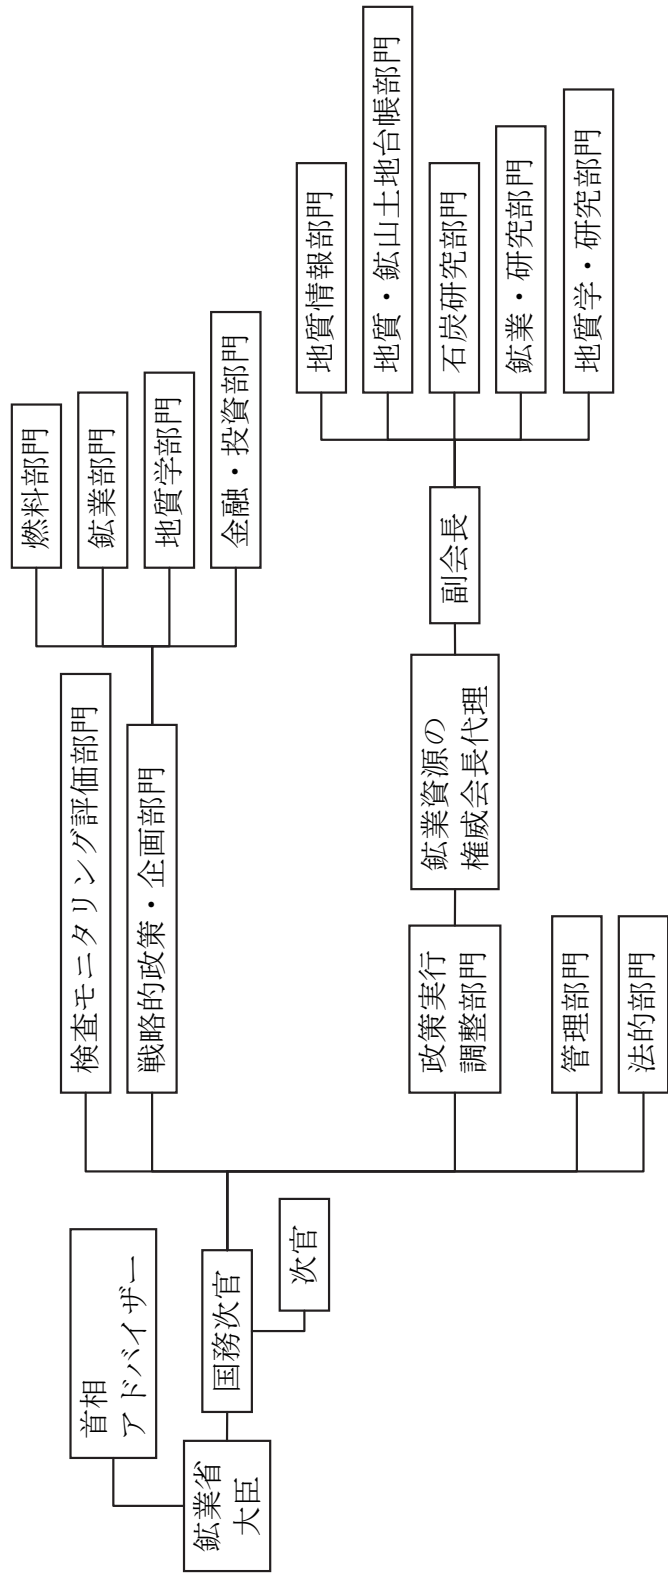 首相
アドバイザー
鉱業省
大臣
国務次官
次官
検査モニタリング評価部門
戦略的政策・企画部門
燃料部門
鉱業部門
地質学部門
金融・投資部門
政策実行
調整部門
鉱業資源の
権威会長代理
副会長
地質情報部門
地質・鉱山土地台帳部門
石炭研究部門
鉱業・研究部門
地質学・研究部門
管理部門
法的部門